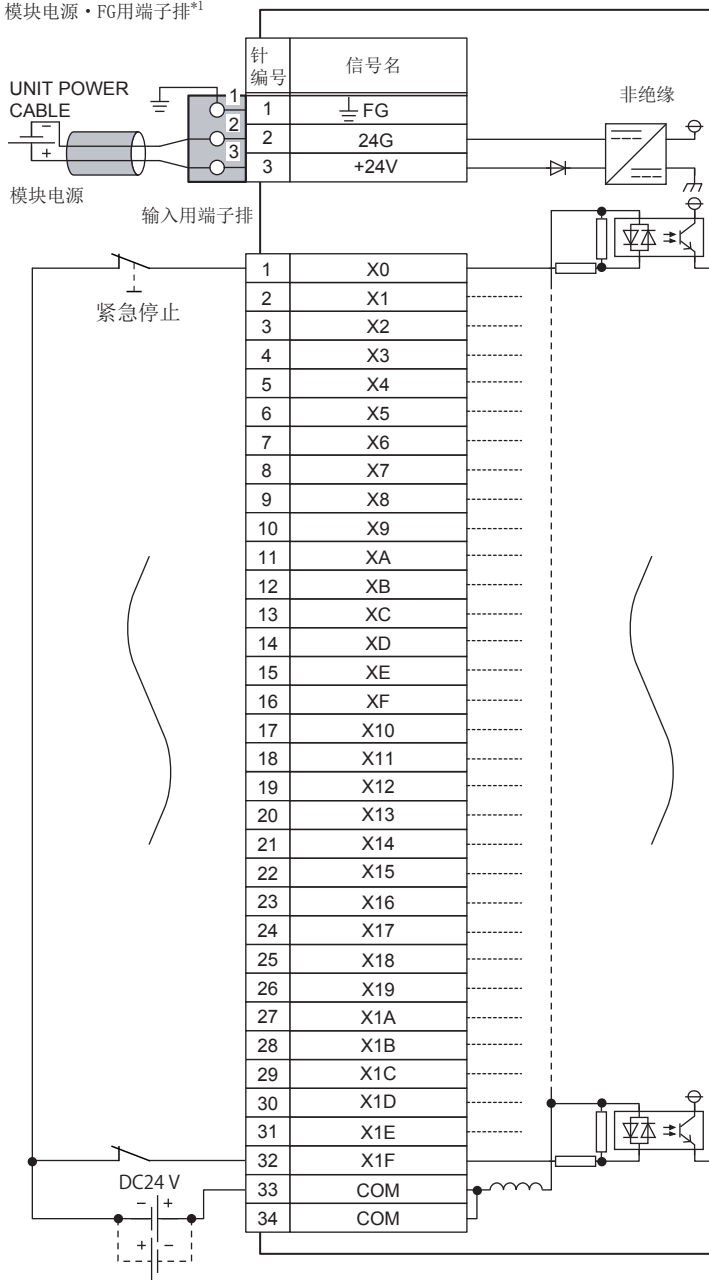 模块电源・FG用端子排*1
针编号 信号名
UNIT POWER CABLE
模块电源
- +
1 2 3
1 FG
2 24G
3 +24V
非绝缘
输入用端子排
紧急停止
1 X0
2 X1
3 X2
4 X3
5 X4
6 X5
7 X6
8 X7
9 X8
10 X9
11 XA
12 XB
13 XC
14 XD
15 XE
16 XF
17 X10
18 X11
19 X12
20 X13
21 X14
22 X15
23 X16
24 X17
25 X18
26 X19
27 X1A
28 X1B
29 X1C
30 X1D
31 X1E
32 X1F
33 COM
34 COM
DC24 V
- +
+ -